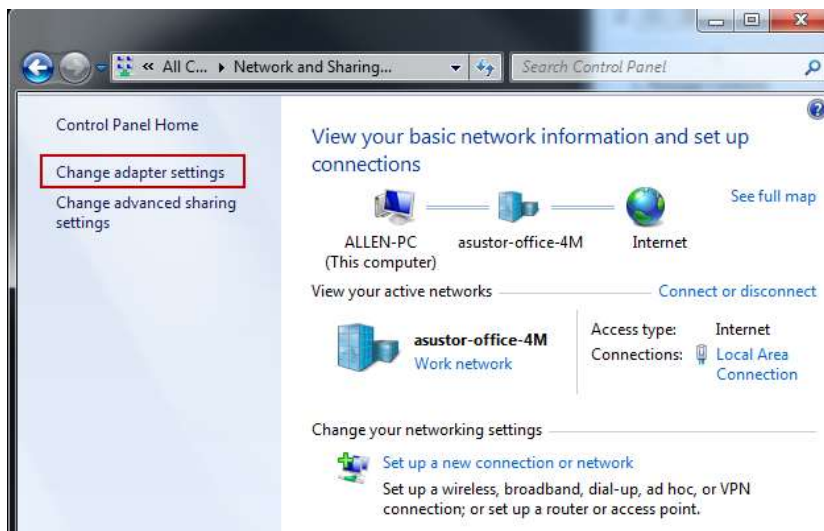 « All C... ▸ Network and Sharing...
Search Control Panel
Control Panel Home
Change adapter settings
Change advanced sharing
settings
View your basic network information and set up
connections
See full map
ALLEN-PC
(This computer)
asustor-office-4M
Internet
View your active networks
Connect or disconnect
asustor-office-4M
Work network
Access type: Internet
Connections: Local Area
Connection
Change your networking settings
Set up a new connection or network
Set up a wireless, broadband, dial-up, ad hoc, or VPN
connection; or set up a router or access point.